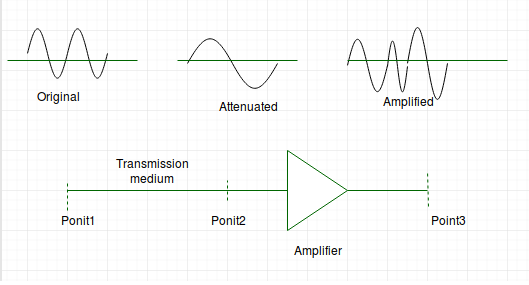 Original
Attenuated
Amplified
Transmission
medium
Ponit1
Ponit2
Point3
Amplifier